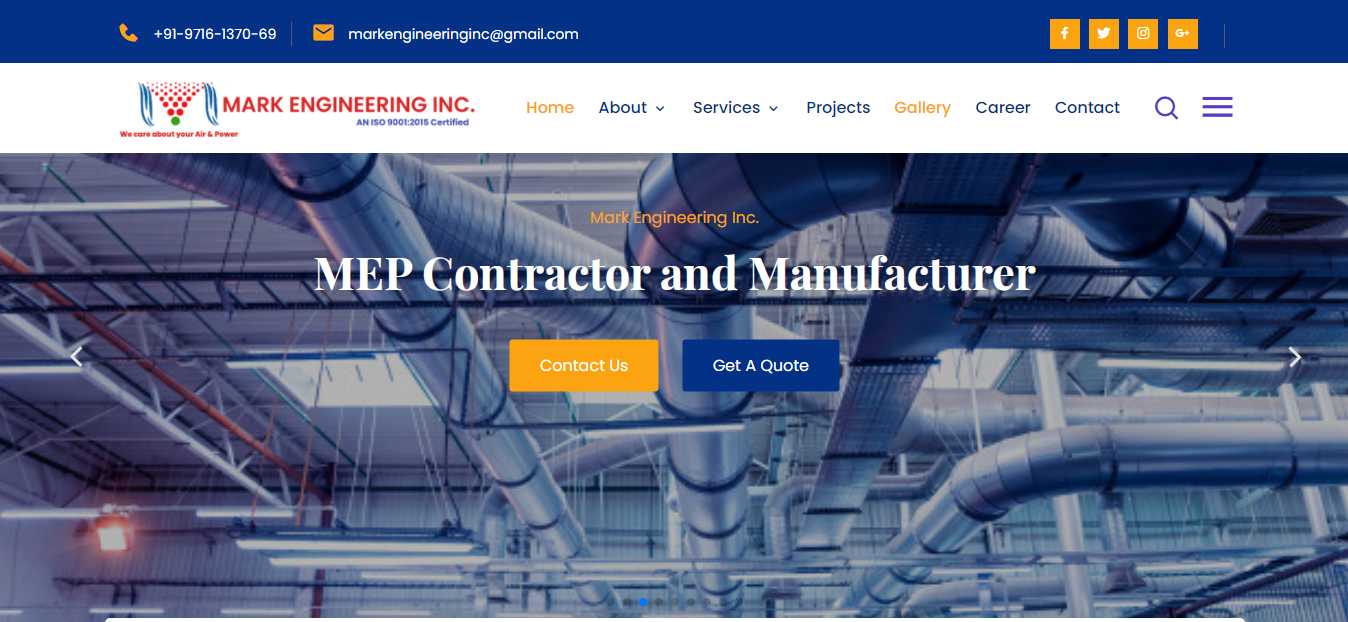 +91-9716-1370-69
markengineeringinc@gmail.com
MARK ENGINEERING INC.
AN ISO 9001:2015 Certified
We care about your Air & Power
Home About Services Projects Gallery Career Contact
Mark Engineering Inc.
MEP Contractor and Manufacturer
Contact Us Get A Quote